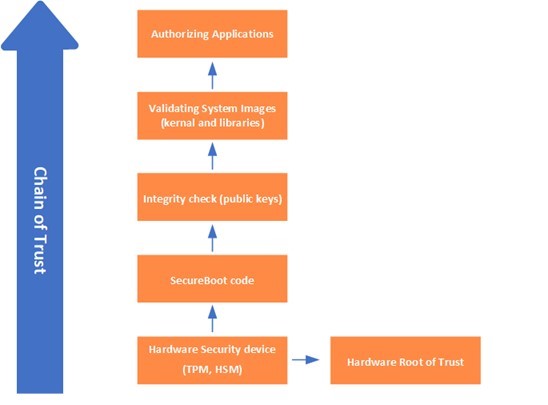 Authorizing Applications
Validating System Images
(kernal and libraries)
Integrity check (public keys)
SecureBoot code
Hardware Security device
(TPM, HSM)
Hardware Root of Trust
Chain of Trust